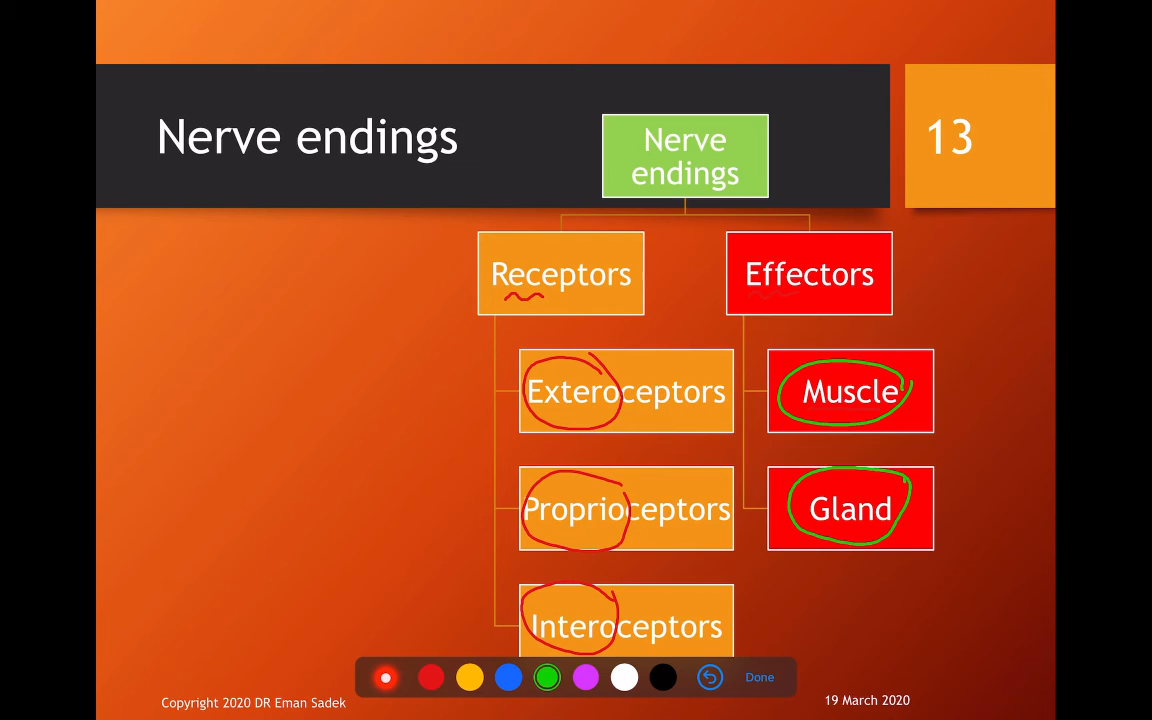 Nerve endings
13
Nerve
endings
Receptors
Effectors
Exteroceptors
Muscle
Proprioceptors
Gland
Interoceptors
Done
Copyright 2020 DR Eman Sadek
19 March 2020